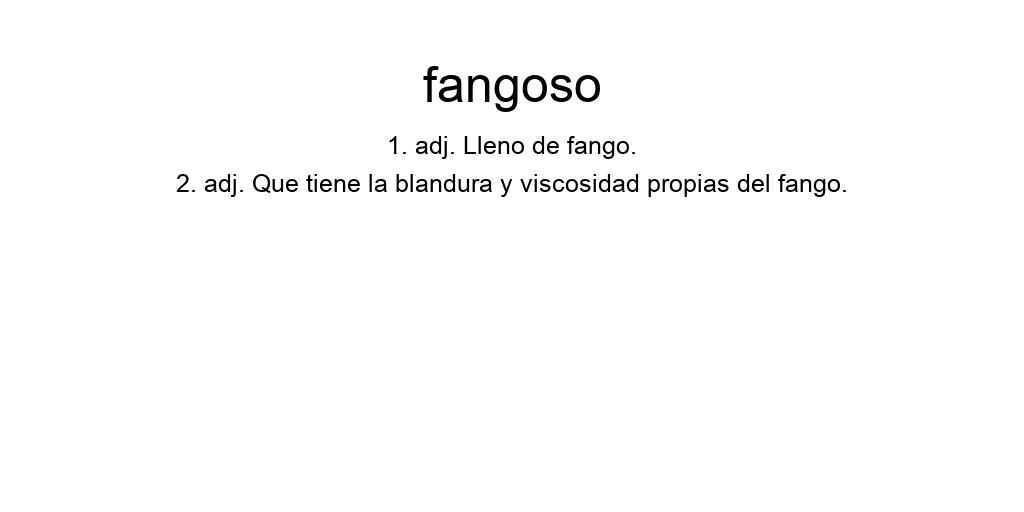 fangoso
1. adj. Lleno de fango.
2. adj. Que tiene la blandura y viscosidad propias del fango.